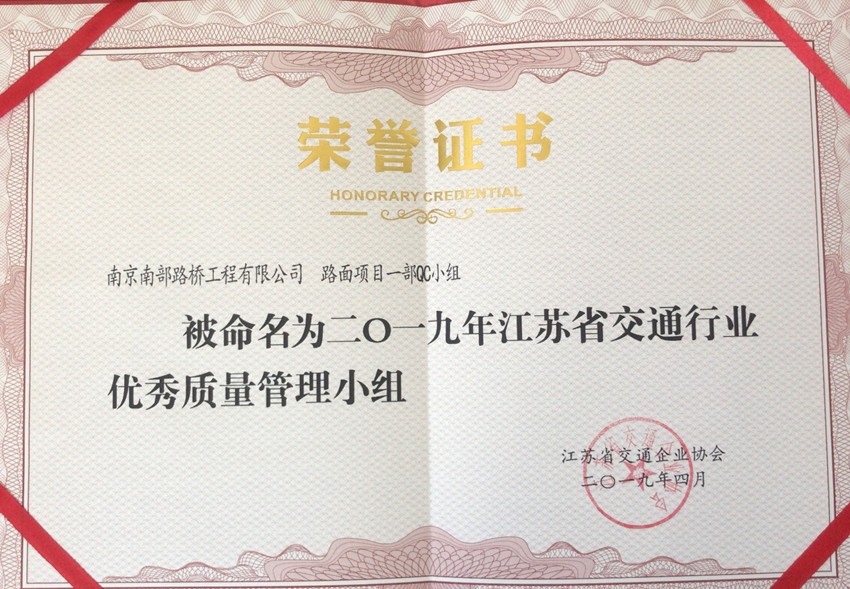 荣誉证书
HONORARY CREDENTIAL
南京南部路桥工程有限公司 路面项目一部QC小组
被命名为二〇一九年江苏省交通行业
优秀质量管理小组
江苏省交通企业协会
二〇一九年四月